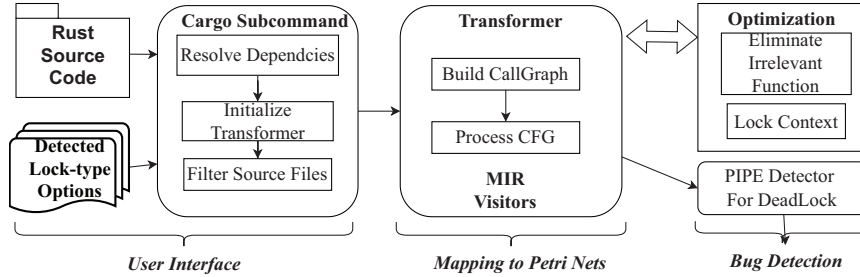 Rust
Source
Code
Detected
Lock-type
Options
Cargo Subcommand
Resolve Dependcies
Initialize
Transformer
Filter Source Files
User Interface
Transformer
Build CallGraph
Process CFG
MIR
Visitors
Mapping to Petri Nets
Optimization
Eliminate
Irrelevant
Function
Lock Context
PIPE Detector
For DeadLock
Bug Detection